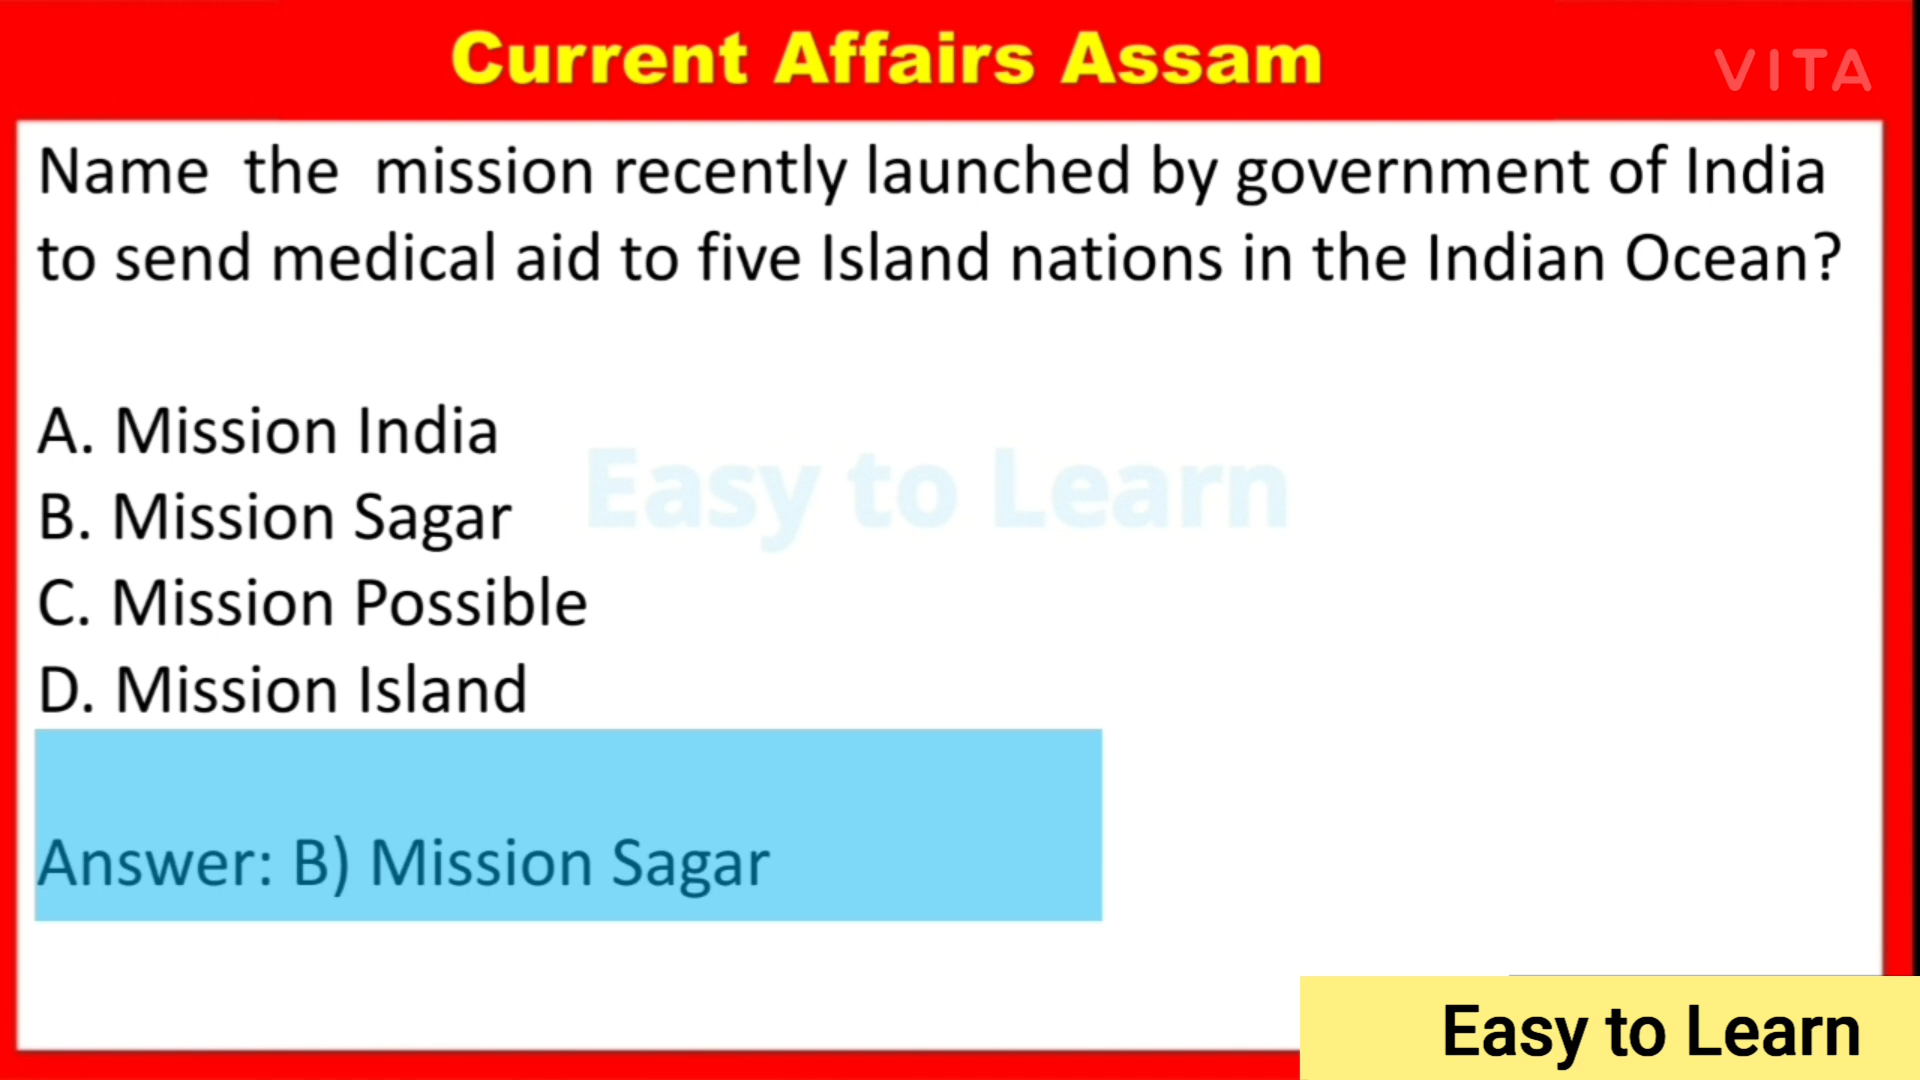 Current Affairs Assam
VITA
Name the mission recently launched by government of India
to send medical aid to five Island nations in the Indian Ocean?
A. Mission India
B. Mission Sagar
C. Mission Possible
D. Mission Island
Easy to Learn
Answer: B) Mission Sagar
Easy to Learn